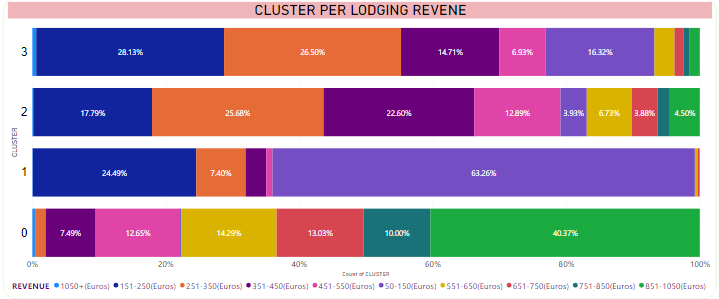 CLUSTER PER LODGING REVENE
CLUSTER
3
28.13% 26.50% 14.71% 6.93% 16.32%
2
17.79% 25.68% 22.60% 12.89% 3.93% 6.73% 3.88% 4.50%
1
24.49% 7.40% 63.26%
0
7.49% 12.65% 14.29% 13.03% 10.00% 40.37%
0% 20% 40% 60% 80% 100%
Count of CLUSTER
REVENUE 1050+(Euros) 151-250(Euros) 251-350(Euros) 351-450(Euros) 451-550(Euros) 50-150(Euros) 551-650(Euros) 651-750(Euros) 751-850(Euros) 851-1050(Euros)